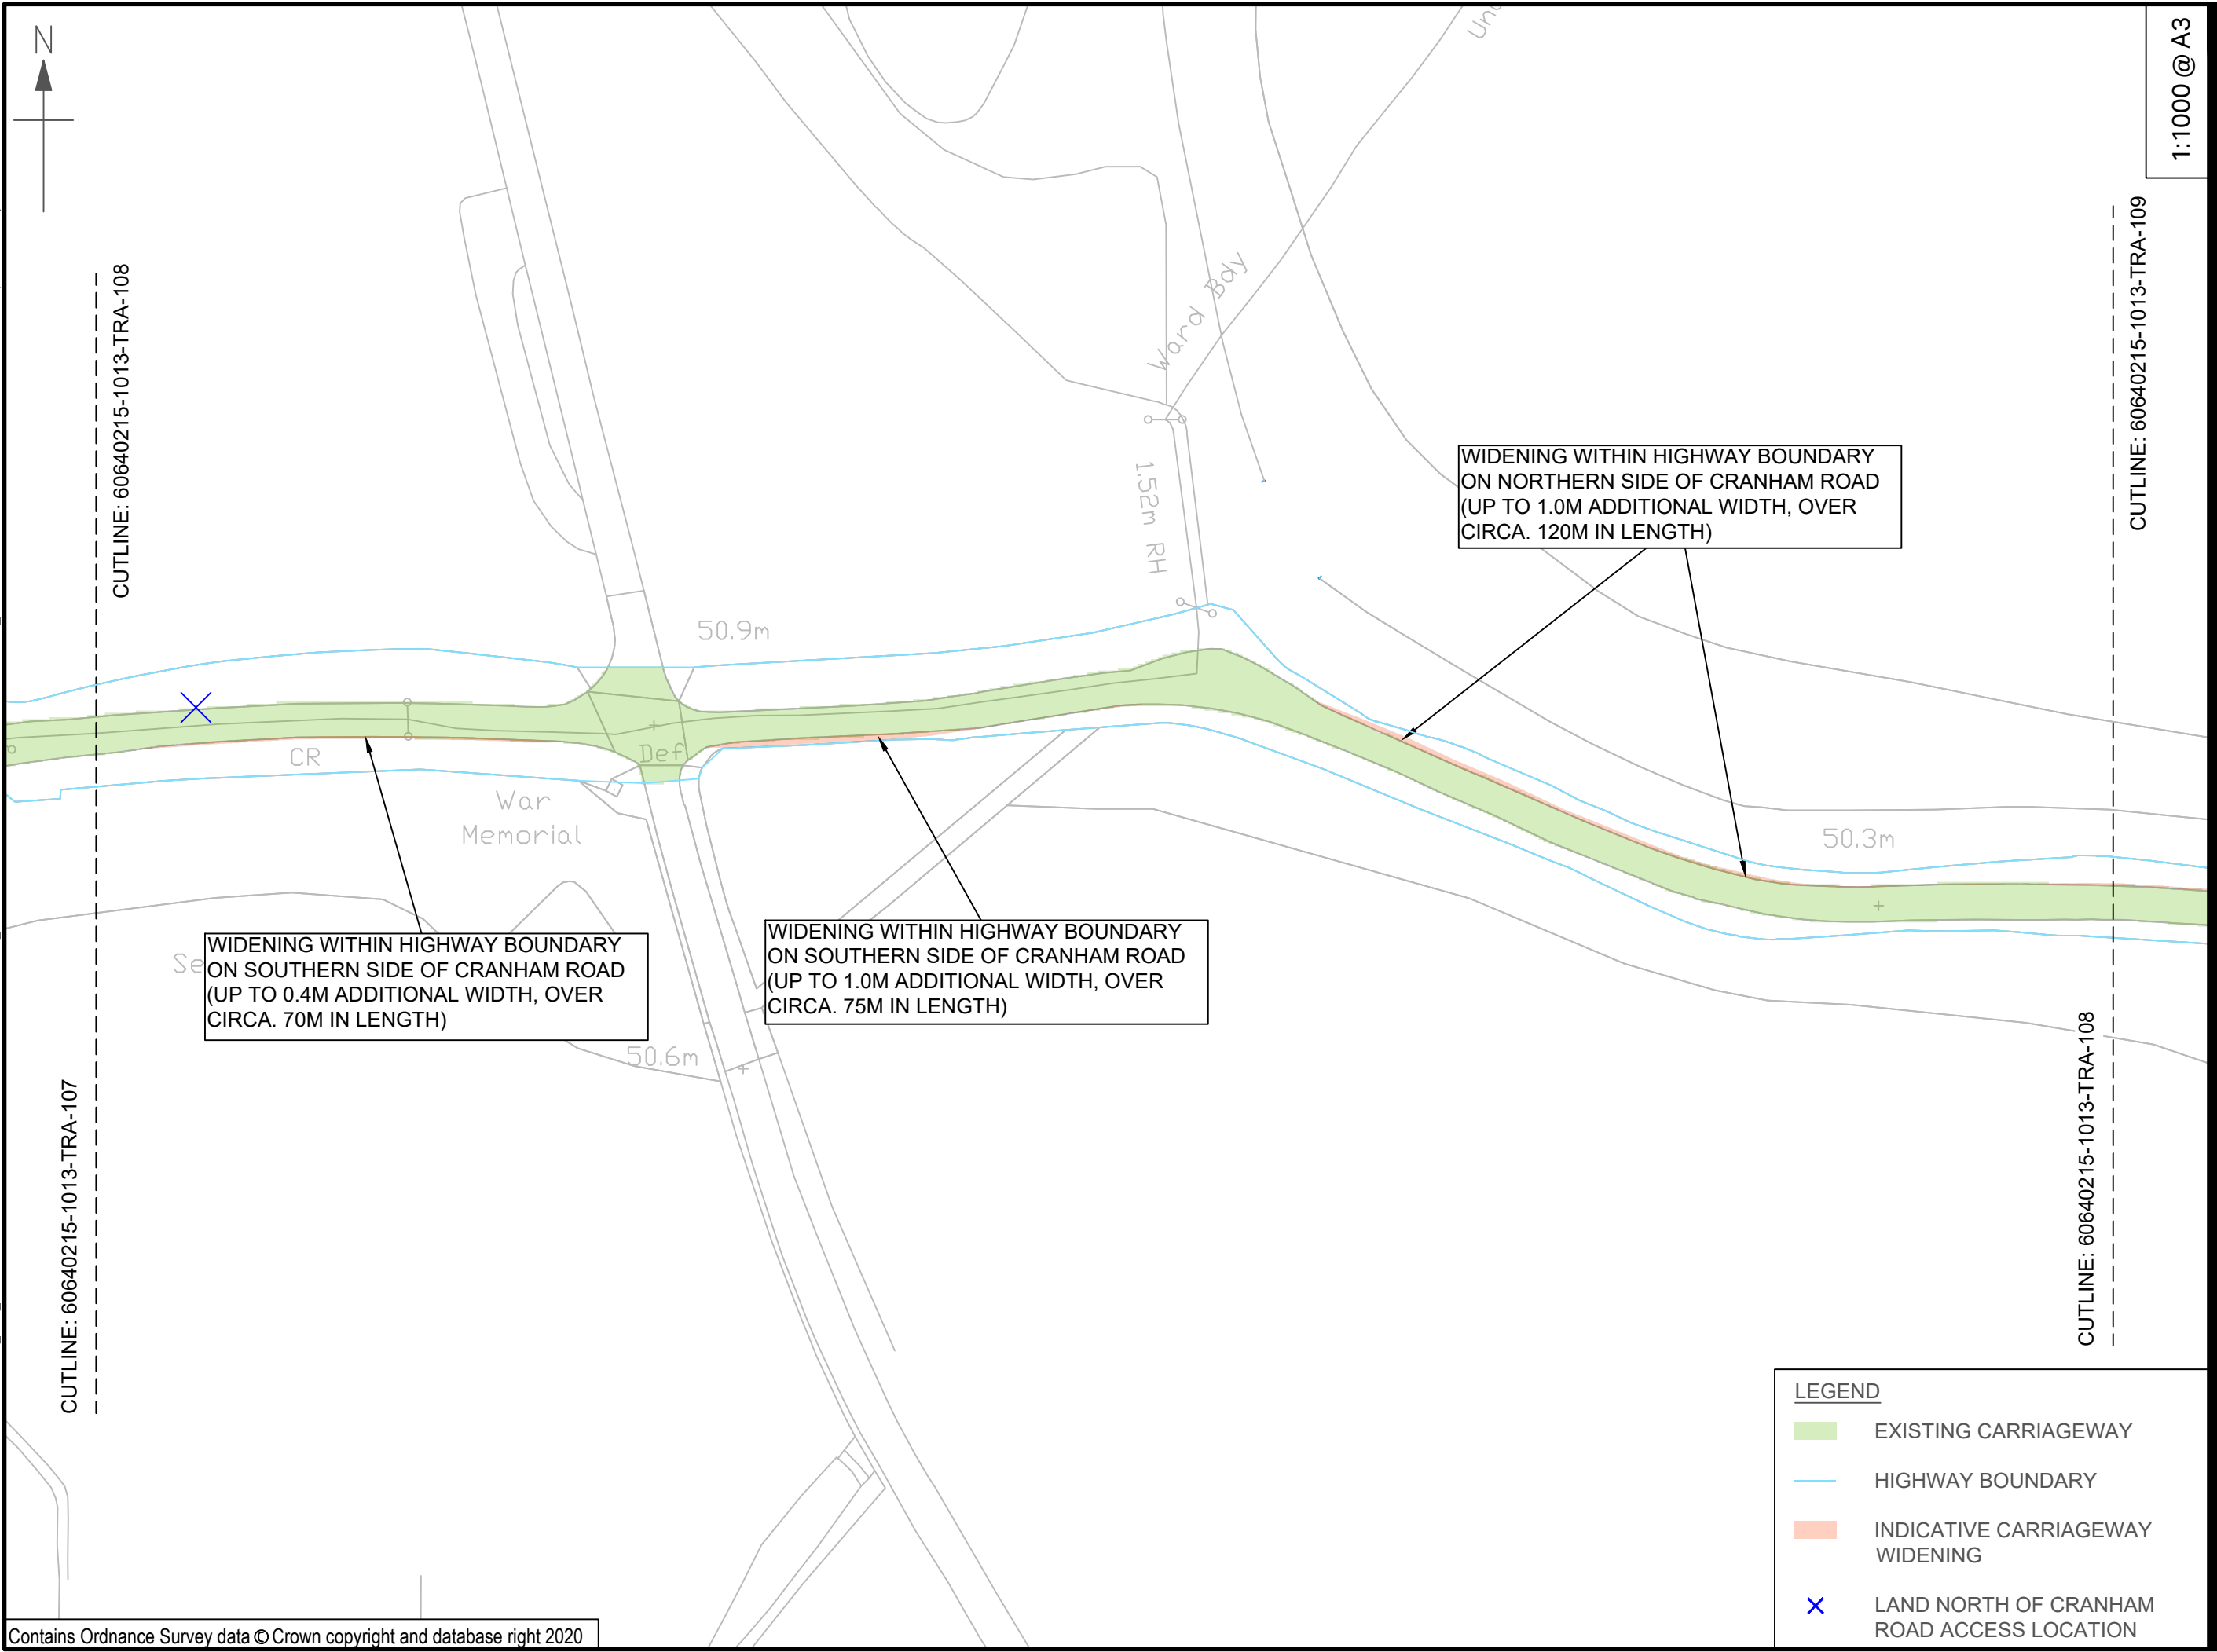 N
1:1000 @ A3
CUTLINE: 60640215-1013-TRA-108
CUTLINE: 60640215-1013-TRA-109
Ward Bdy
1.52m RH
WIDENING WITHIN HIGHWAY BOUNDARY
ON NORTHERN SIDE OF CRANHAM ROAD
(UP TO 1.0M ADDITIONAL WIDTH, OVER
CIRCA. 120M IN LENGTH)
50.9m
CR
Def
War
Memorial
50.3m
WIDENING WITHIN HIGHWAY BOUNDARY
ON SOUTHERN SIDE OF CRANHAM ROAD
(UP TO 0.4M ADDITIONAL WIDTH, OVER
CIRCA. 70M IN LENGTH)
WIDENING WITHIN HIGHWAY BOUNDARY
ON SOUTHERN SIDE OF CRANHAM ROAD
(UP TO 1.0M ADDITIONAL WIDTH, OVER
CIRCA. 75M IN LENGTH)
50.6m
CUTLINE: 60640215-1013-TRA-107
CUTLINE: 60640215-1013-TRA-108
LEGEND
EXISTING CARRIAGEWAY
HIGHWAY BOUNDARY
INDICATIVE CARRIAGEWAY
WIDENING
LAND NORTH OF CRANHAM
ROAD ACCESS LOCATION
Contains Ordnance Survey data © Crown copyright and database right 2020